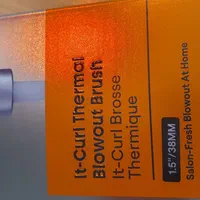 It-Curl Thermal
Blowout Brush
It-Curl Brosse
Thermique
1.5"/38MM
Salon-Fresh Blowout At Home